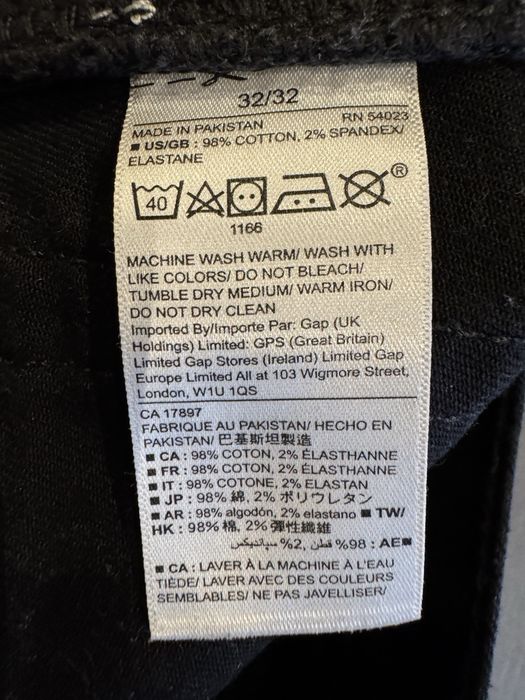 32/32
RN 54023
MADE IN PAKISTAN
■ US/GB : 98% COTTON, 2% SPANDEX/
ELASTANE
40
®
1166
MACHINE WASH WARM/ WASH WITH
LIKE COLORS/ DO NOT BLEACH/
TUMBLE DRY MEDIUM/ WARM IRON/
DO NOT DRY CLEAN
Imported By/Importe Par: Gap (UK
Holdings) Limited: GPS (Great Britain)
Limited Gap Stores (Ireland) Limited Gap
Europe Limited All at 103 Wigmore Street,
London, W1U 1QS
CA 17897
FABRIQUE AU PAKISTAN/ HECHO EN
PAKISTAN/ 巴基斯坦製造
■ CA : 98% COTON, 2% ÉLASTHANNE
■ FR : 98% COTON, 2% ÉLASTHANNE
■ IT : 98% COTONE, 2% ELASTAN
■ JP : 98% 綿, 2% ポリウレタン
■ AR : 98% algodón, 2% elastano ■ TW/
HK : 98% 棉, 2% 彈性纖維
■AE : 98% قطن, 2% سبانديكس
■ CA : LAVER À LA MACHINE À L'EAU
TIÈDE/ LAVER AVEC DES COULEURS
SEMBLABLES/ NE PAS JAVELLISER/